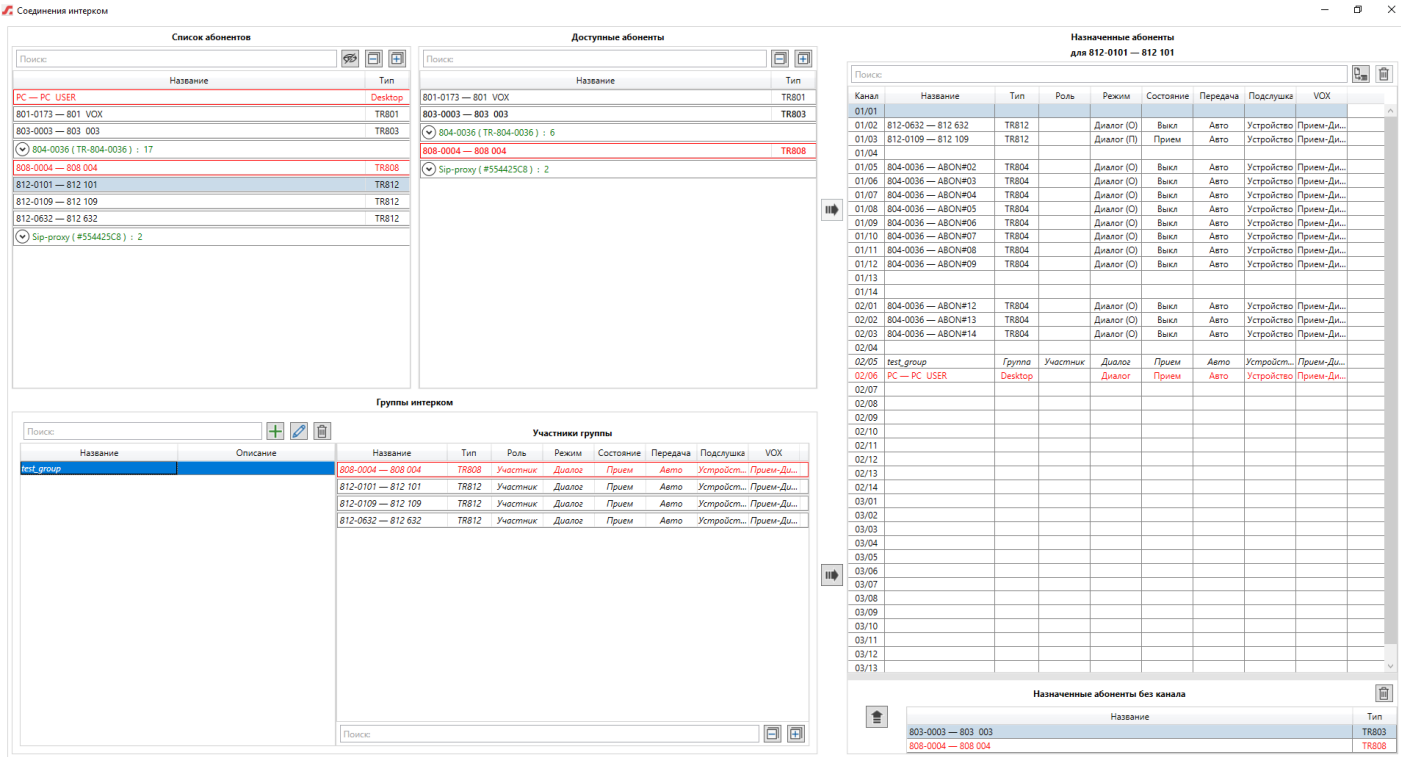 Соединения интерком
Список абонентов
Поиск:
Название Тип
PC — PC USER Desktop
801-0173 — 801 VOX TR801
803-0003 — 803 003 TR803
804-0036 ( TR-804-0036 ) : 17
808-0004 — 808 004 TR808
812-0101 — 812 101 TR812
812-0109 — 812 109 TR812
812-0632 — 812 632 TR812
Sip-proxy ( #554425C8 ) : 2
Доступные абоненты
Поиск:
Название Тип
801-0173 — 801 VOX TR801
803-0003 — 803 003 TR803
804-0036 ( TR-804-0036 ) : 6
808-0004 — 808 004 TR808
Sip-proxy ( #554425C8 ) : 2
Группы интерком
Поиск:
Название Описание
test_group
Участники группы
Название Тип Роль Режим Состояние Передача Подслушка VOX
808-0004 — 808 004 TR808 Участник Диалог Прием Авто Устройст... Прием-Ди...
812-0101 — 812 101 TR812 Участник Диалог Прием Авто Устройст... Прием-Ди...
812-0109 — 812 109 TR812 Участник Диалог Прием Авто Устройст... Прием-Ди...
812-0632 — 812 632 TR812 Участник Диалог Прием Авто Устройст... Прием-Ди...
Поиск:
Назначенные абоненты
для 812-0101 — 812 101
Поиск:
Канал Название Тип Роль Режим Состояние Передача Подслушка VOX
01/01
01/02 812-0632 — 812 632 TR812 Диалог (О) Выкл Авто Устройство Прием-Ди...
01/03 812-0109 — 812 109 TR812 Диалог (П) Прием Авто Устройство Прием-Ди...
01/04
01/05 804-0036 — ABON#02 TR804 Диалог (О) Выкл Авто Устройство Прием-Ди...
01/06 804-0036 — ABON#03 TR804 Диалог (О) Выкл Авто Устройство Прием-Ди...
01/07 804-0036 — ABON#04 TR804 Диалог (О) Выкл Авто Устройство Прием-Ди...
01/08 804-0036 — ABON#05 TR804 Диалог (О) Выкл Авто Устройство Прием-Ди...
01/09 804-0036 — ABON#06 TR804 Диалог (О) Выкл Авто Устройство Прием-Ди...
01/10 804-0036 — ABON#07 TR804 Диалог (О) Выкл Авто Устройство Прием-Ди...
01/11 804-0036 — ABON#08 TR804 Диалог (О) Выкл Авто Устройство Прием-Ди...
01/12 804-0036 — ABON#09 TR804 Диалог (О) Выкл Авто Устройство Прием-Ди...
01/13
01/14
02/01 804-0036 — ABON#12 TR804 Диалог (О) Выкл Авто Устройство Прием-Ди...
02/02 804-0036 — ABON#13 TR804 Диалог (О) Выкл Авто Устройство Прием-Ди...
02/03 804-0036 — ABON#14 TR804 Диалог (О) Выкл Авто Устройство Прием-Ди...
02/04
02/05 test_group Группа Участник Диалог Прием Авто Устройст... Прием-Ди...
02/06 PC — PC USER Desktop Диалог Прием Авто Устройство Прием-Ди...
02/07
02/08
02/09
02/10
02/11
02/12
02/13
02/14
03/01
03/02
03/03
03/04
03/05
03/06
03/07
03/08
03/09
03/10
03/11
03/12
03/13
Назначенные абоненты без канала
Название Тип
803-0003 — 803 003 TR803
808-0004 — 808 004 TR808